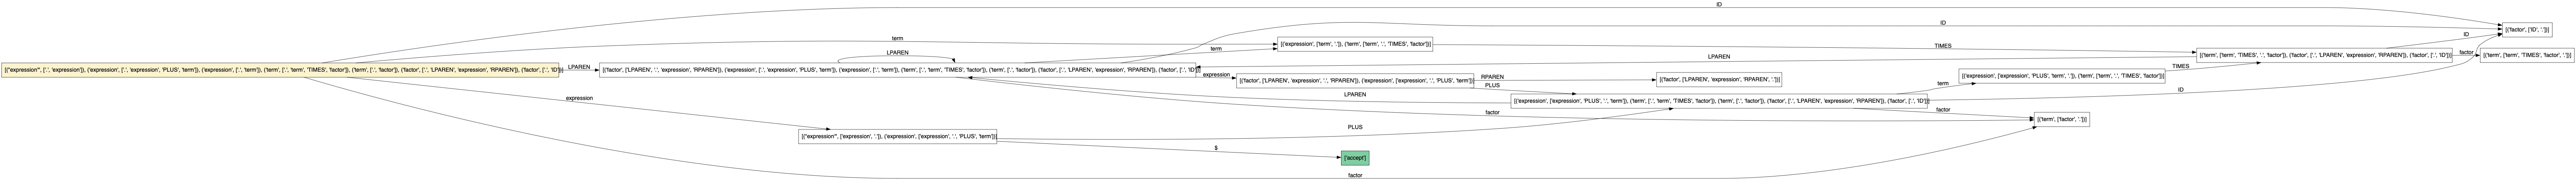 ID
[('expression'', ['.', 'expression']), ('expression', ['.', 'expression', 'PLUS', 'term']), ('expression', ['.', 'term']), ('term', ['.', 'term', 'TIMES', 'factor']), ('term', ['.', 'factor']), ('factor', ['.', 'LPAREN', 'expression', 'RPAREN']), ('factor', ['.', 'ID'])]
term
LPAREN
expression
factor
[('factor', ['LPAREN', '.', 'expression', 'RPAREN']), ('expression', ['.', 'expression', 'PLUS', 'term']), ('expression', ['.', 'term']), ('term', ['.', 'term', 'TIMES', 'factor']), ('term', ['.', 'factor']), ('factor', ['.', 'LPAREN', 'expression', 'RPAREN']), ('factor', ['.', 'ID'])]
LPAREN
term
ID
expression
factor
[('expression'', ['expression', '.']), ('expression', ['expression', '.', 'PLUS', 'term'])]
PLUS
$
['accept']
[('expression', ['term', '.']), ('term', ['term', '.', 'TIMES', 'factor'])]
TIMES
[('factor', ['LPAREN', 'expression', '.', 'RPAREN']), ('expression', ['expression', '.', 'PLUS', 'term'])]
RPAREN
PLUS
[('factor', ['LPAREN', 'expression', 'RPAREN', '.'])]
[('expression', ['expression', 'PLUS', '.', 'term']), ('term', ['.', 'term', 'TIMES', 'factor']), ('term', ['.', 'factor']), ('factor', ['.', 'LPAREN', 'expression', 'RPAREN']), ('factor', ['.', 'ID'])]
LPAREN
term
ID
factor
[('expression', ['expression', 'PLUS', 'term', '.']), ('term', ['term', '.', 'TIMES', 'factor'])]
TIMES
[('term', ['factor', '.'])]
[('term', ['term', 'TIMES', '.', 'factor']), ('factor', ['.', 'LPAREN', 'expression', 'RPAREN']), ('factor', ['.', 'ID'])]
LPAREN
ID
factor
[('factor', ['ID', '.'])]
[('term', ['term', 'TIMES', 'factor', '.'])]